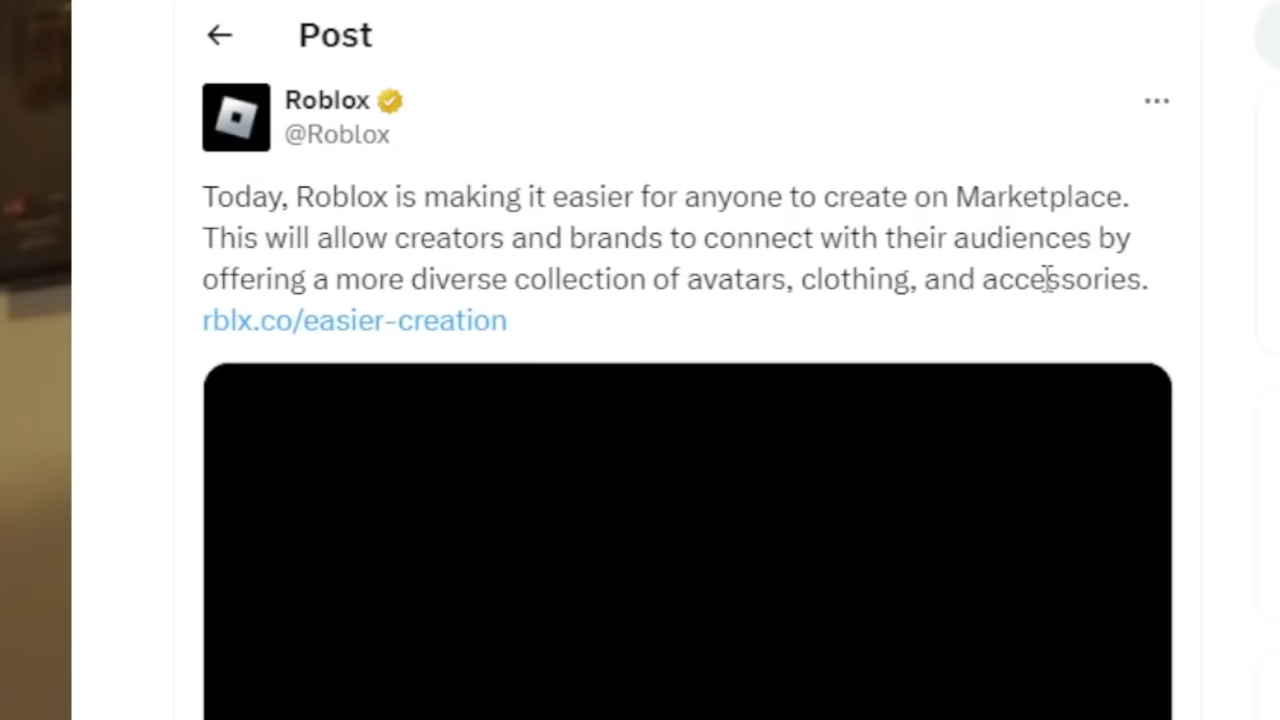 Post
Roblox
@Roblox
Today, Roblox is making it easier for anyone to create on Marketplace.
This will allow creators and brands to connect with their audiences by
offering a more diverse collection of avatars, clothing, and accessories.
rblx.co/easier-creation